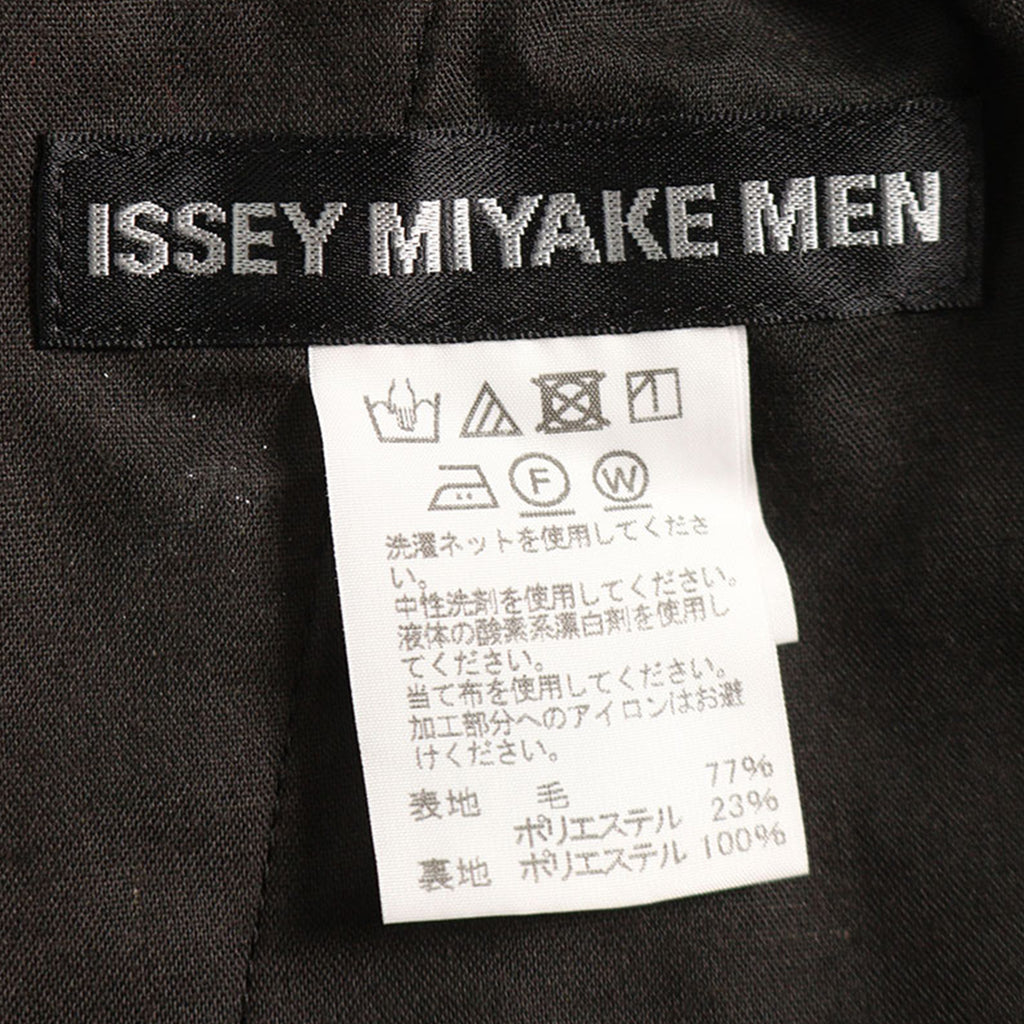 ISSEY MIYAKE MEN
F W
洗濯ネットを使用してくださ
い。
中性洗剤を使用してください。
液体の酸素系漂白剤を使用し
てください。
当て布を使用してください。
加工部分へのアイロンはお避
けください。
表地 毛 77%
ポリエステル 23%
裏地 ポリエステル 100%